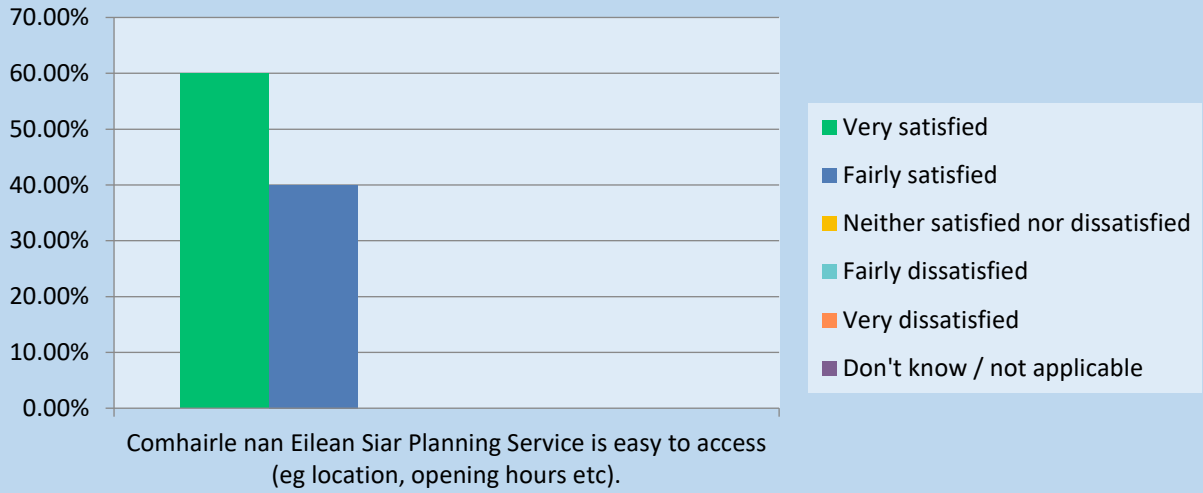 70.00%
60.00%
50.00%
40.00%
30.00%
20.00%
10.00%
0.00%
Comhairle nan Eilean Siar Planning Service is easy to access
(eg location, opening hours etc).
Very satisfied
Fairly satisfied
Neither satisfied nor dissatisfied
Fairly dissatisfied
Very dissatisfied
Don't know / not applicable